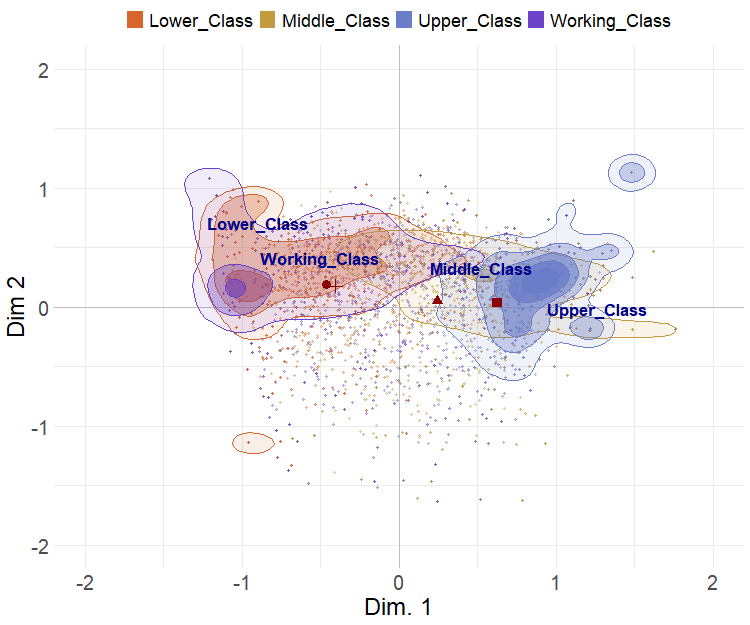 Lower_Class Middle_Class Upper_Class Working_Class
2
1
Lower_Class
Working_Class
Middle_Class
Dim 2
0
Upper_Class
-1
-2
-2 -1 0 1 2
Dim. 1